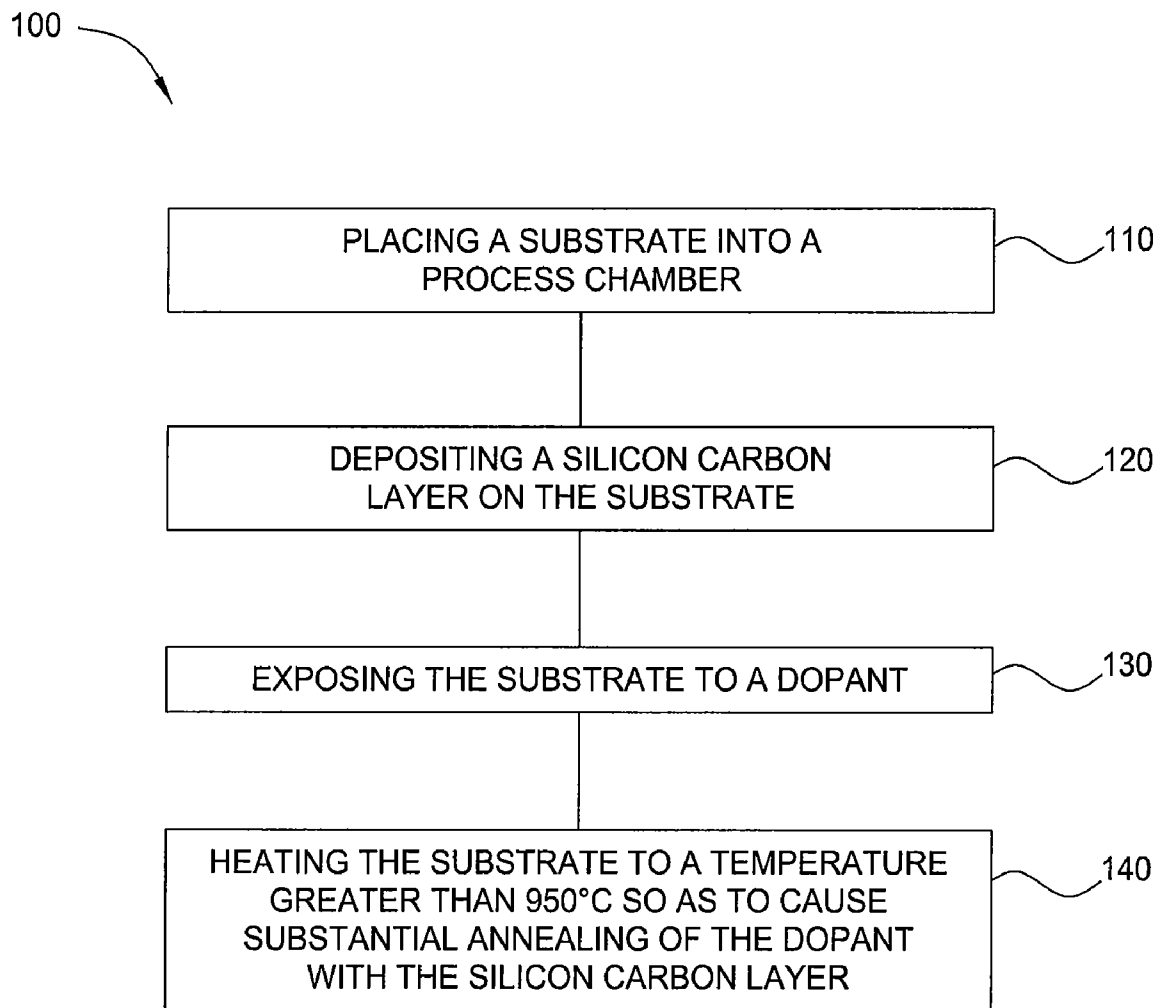 100
PLACING A SUBSTRATE INTO A
PROCESS CHAMBER
110
DEPOSITING A SILICON CARBON
LAYER ON THE SUBSTRATE
120
EXPOSING THE SUBSTRATE TO A DOPANT
130
HEATING THE SUBSTRATE TO A TEMPERATURE
GREATER THAN 950°C SO AS TO CAUSE
SUBSTANTIAL ANNEALING OF THE DOPANT
WITH THE SILICON CARBON LAYER
140